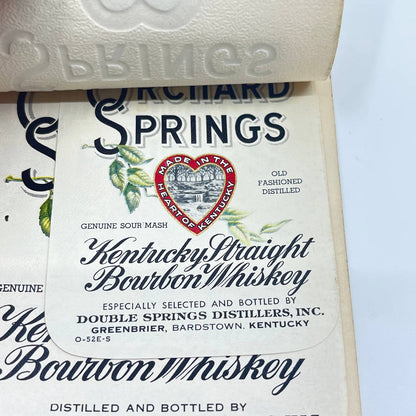 SPRINGS
ORCHARD
SPRINGS
MADE IN THE
HEART OF KENTUCKY
OLD
FASHIONED
DISTILLED
GENUINE SOUR MASH
Kentucky Straight
Bourbon Whiskey
ESPECIALLY SELECTED AND BOTTLED BY
DOUBLE SPRINGS DISTILLERS, INC.
GREENBRIER, BARDSTOWN, KENTUCKY
O-52E-S
GENUINE
Bourbon Whiskey
DISTILLED AND BOTTLED BY